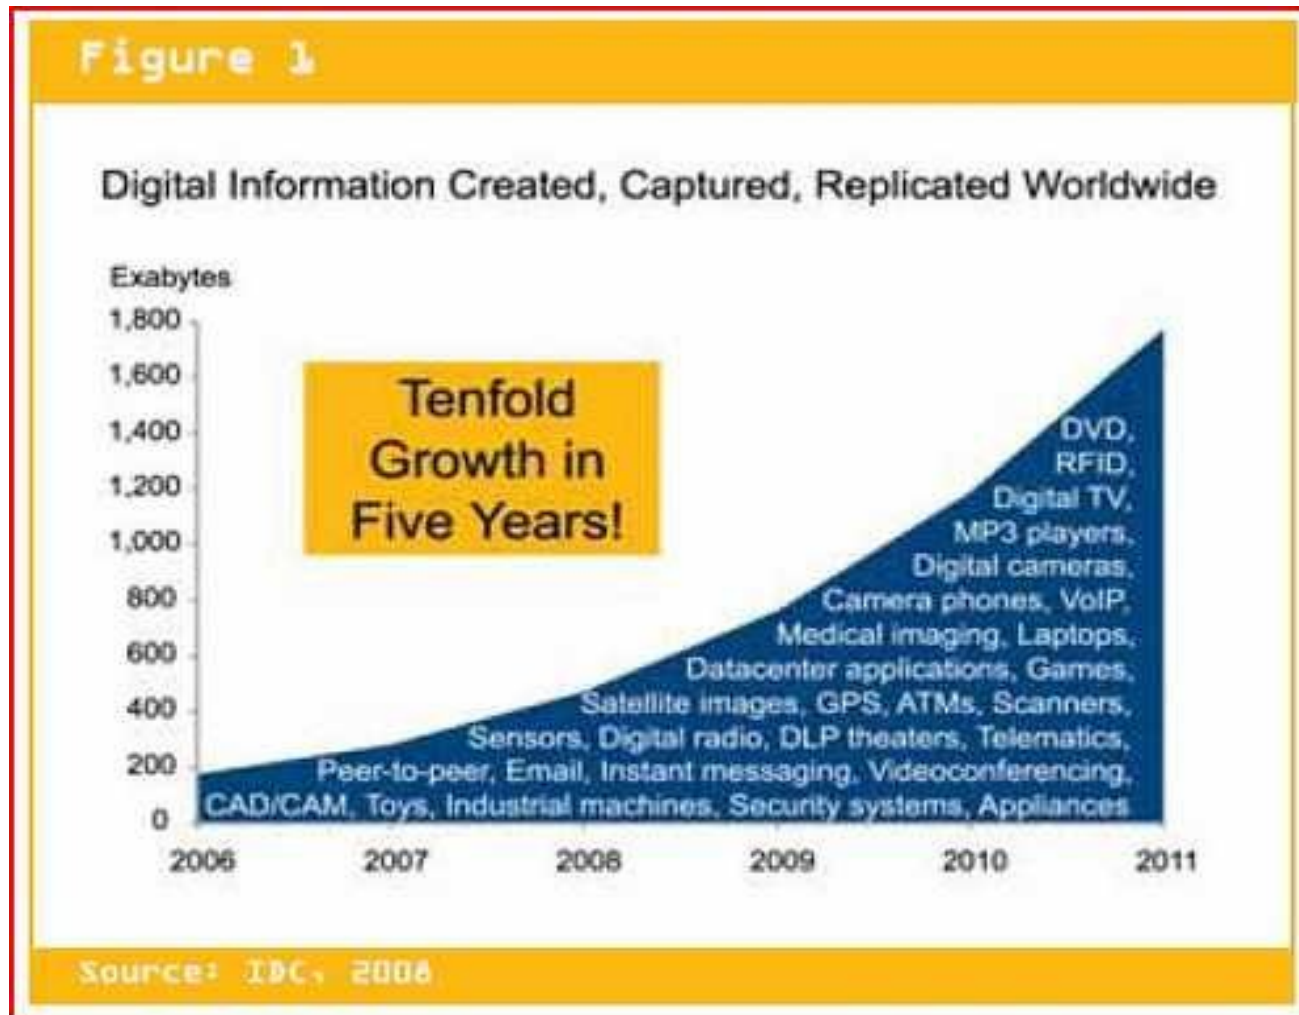 Figure 1
Digital Information Created, Captured, Replicated Worldwide
Exabytes
1,800
1,600
1,400
1,200
1,000
800
600
400
200
0
Tenfold
Growth in
Five Years!
DVD,
RFID,
Digital TV,
MP3 players,
Digital cameras,
Camera phones, VoIP,
Medical imaging, Laptops,
Datacenter applications, Games,
Satellite images, GPS, ATMs, Scanners,
Sensors, Digital radio, DLP theaters, Telematics,
Peer-to-peer, Email, Instant messaging, Videoconferencing,
CAD/CAM, Toys, Industrial machines, Security systems, Appliances
2006 2007 2008 2009 2010 2011
Source: IDC, 2008